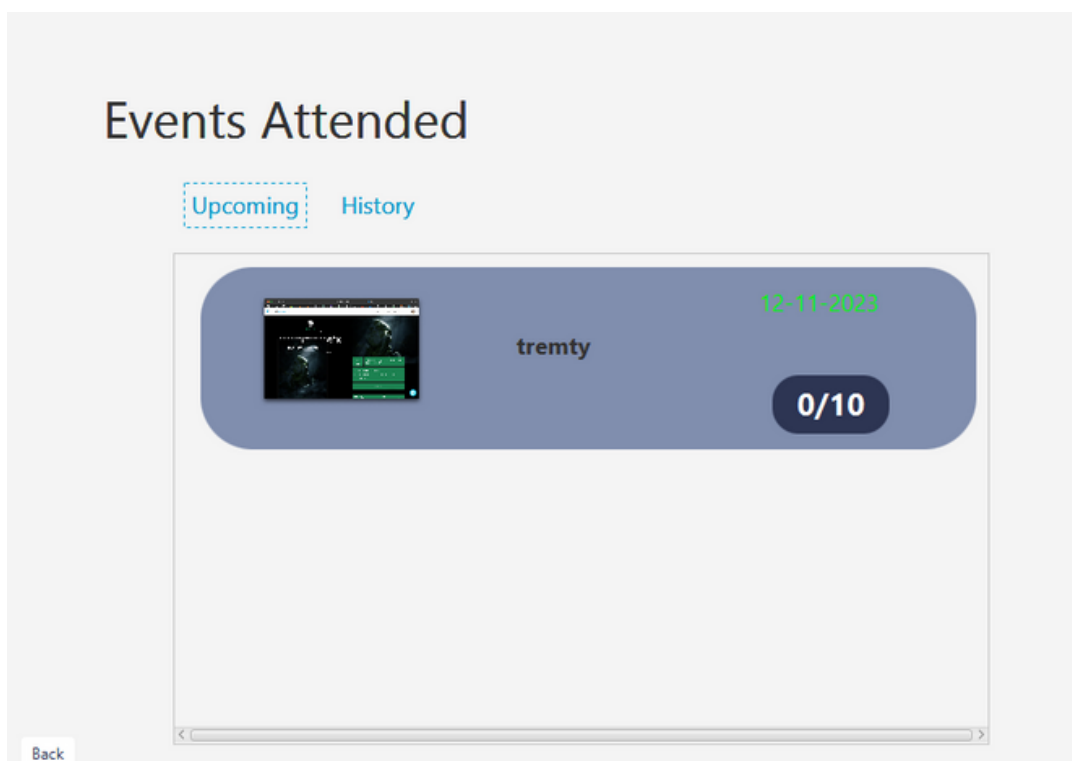 Events Attended
Upcoming History
12-11-2023
tremty
0/10
Back